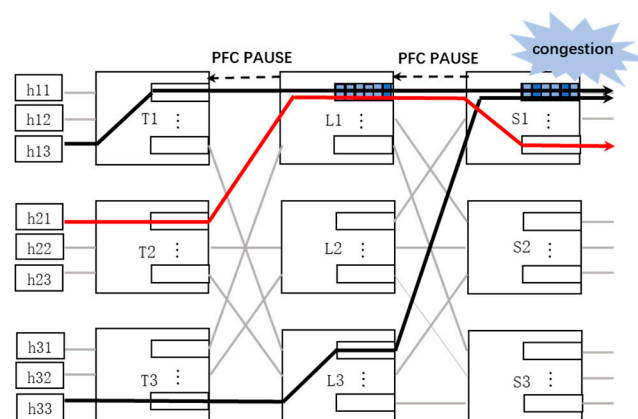 congestion
PFC PAUSE
PFC PAUSE
h11
h12
h13
T1
⋮
L1
⋮
S1
⋮
h21
h22
h23
T2
⋮
L2
⋮
S2
⋮
h31
h32
h33
T3
⋮
L3
⋮
S3
⋮